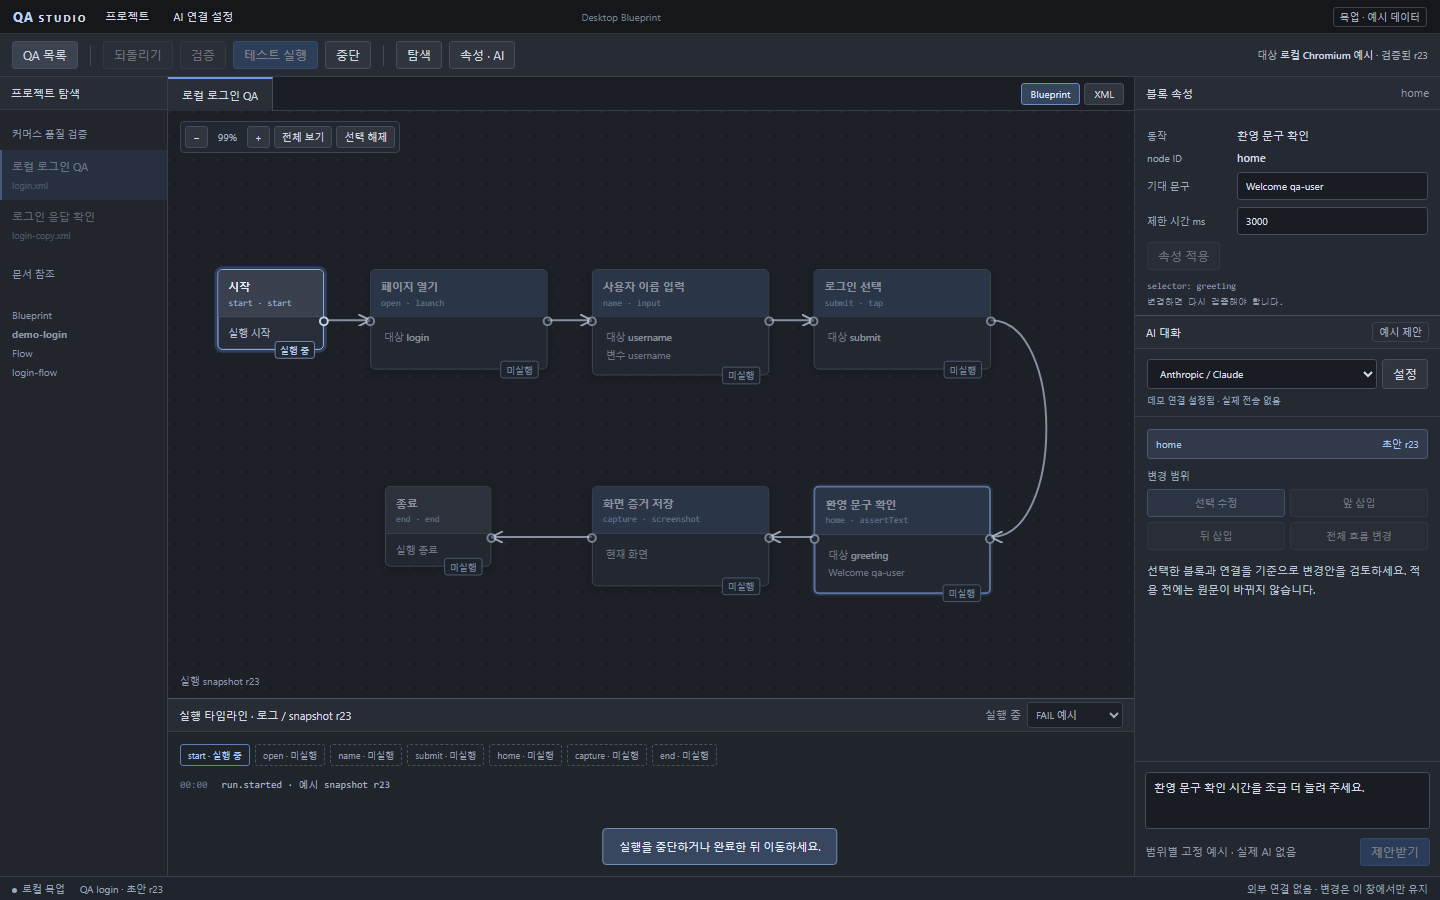 QA STUDIO 프로젝트 AI 연결 설정
Desktop Blueprint
목업 · 예시 데이터
QA 목록 되돌리기 검증 테스트 실행 중단 탐색 속성 · AI
대상 로컬 Chromium 예시 · 검증된 r23
프로젝트 탐색
커머스 품질 검증
로컬 로그인 QA
login.xml
로그인 응답 확인
login-copy.xml
문서 참조
Blueprint
demo-login
Flow
login-flow
로컬 로그인 QA
Blueprint XML
− 99% + 전체 보기 선택 해제
시작
start · start
실행 시작
실행 중
페이지 열기
open · launch
대상 login
미실행
사용자 이름 입력
name · input
대상 username
변수 username
미실행
로그인 선택
submit · tap
대상 submit
미실행
종료
end · end
실행 종료
미실행
화면 증거 저장
capture · screenshot
현재 화면
미실행
환영 문구 확인
home · assertText
대상 greeting
Welcome qa-user
미실행
실행 snapshot r23
실행 타임라인 · 로그 / snapshot r23
실행 중 FAIL 예시
start · 실행 중 open · 미실행 name · 미실행 submit · 미실행 home · 미실행 capture · 미실행 end · 미실행
00:00 run.started · 예시 snapshot r23
실행을 중단하거나 완료한 뒤 이동하세요.
블록 속성 home
동작 환영 문구 확인
node ID home
기대 문구 Welcome qa-user
제한 시간 ms 3000
속성 적용
selector: greeting
변경하면 다시 검증해야 합니다.
AI 대화 예시 제안
Anthropic / Claude 설정
데모 연결 설정됨 · 실제 전송 없음
home 초안 r23
변경 범위
선택 수정 앞 삽입
뒤 삽입 전체 흐름 변경
선택한 블록과 연결을 기준으로 변경안을 검토하세요. 적
용 전에는 원문이 바뀌지 않습니다.
환영 문구 확인 시간을 조금 더 늘려 주세요.
범위별 고정 예시 · 실제 AI 없음 제안받기
로컬 목업 QA login · 초안 r23
외부 연결 없음 · 변경은 이 창에서만 유지